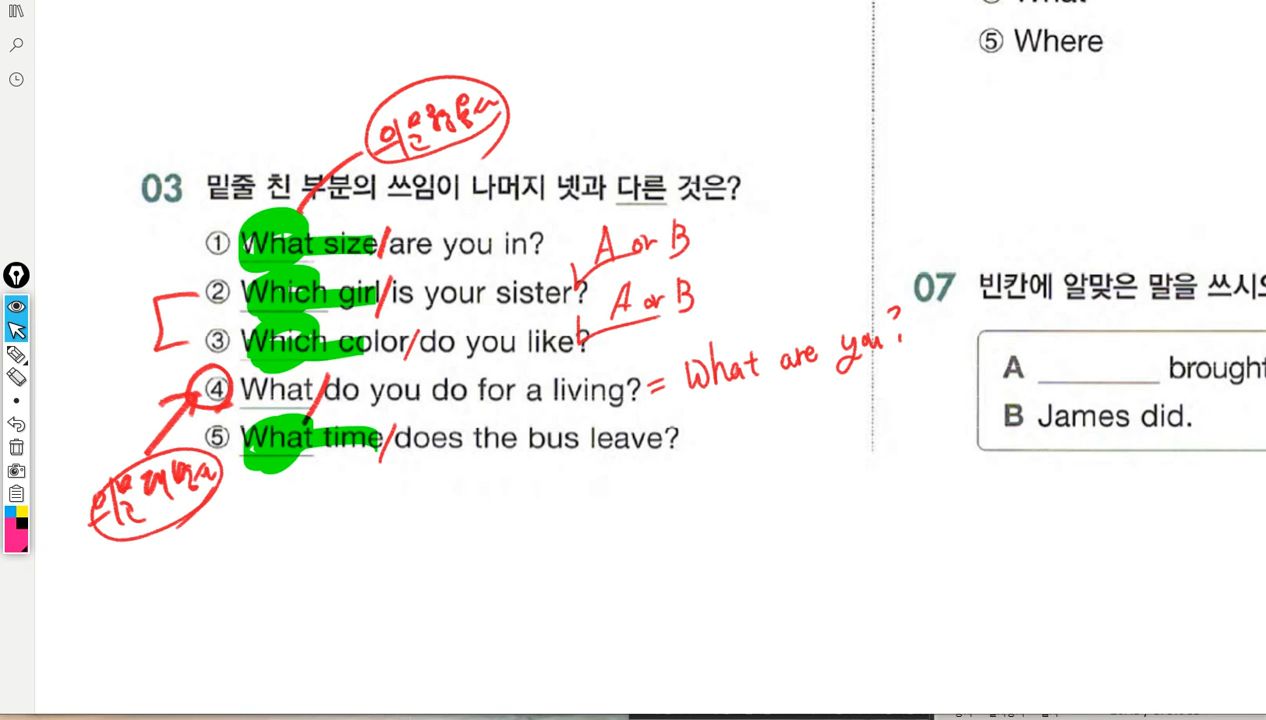 ⑤ Where
의문형용사
03 밑줄 친 부분의 쓰임이 나머지 넷과 다른 것은?
① What size/are you in?
A or B
② Which girl/is your sister?
A or B
③ Which color/do you like?
④ What/do you do for a living? = What are you?
⑤ What time/does the bus leave?
의문대명사
07 빈칸에 알맞은 말을 쓰시오
A ________ brought
B James did.